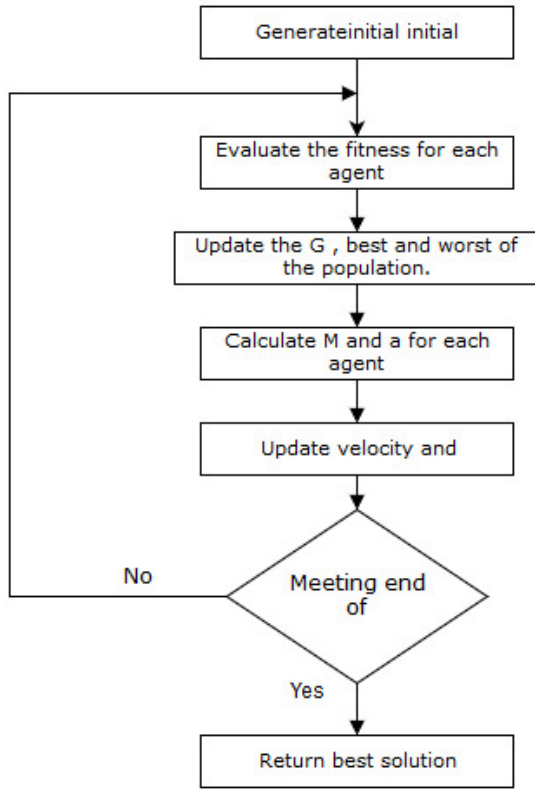 Generateinitial initial
Evaluate the fitness for each
agent
Update the G , best and worst of
the population.
Calculate M and a for each
agent
Update velocity and
Meeting end
of
No
Yes
Return best solution